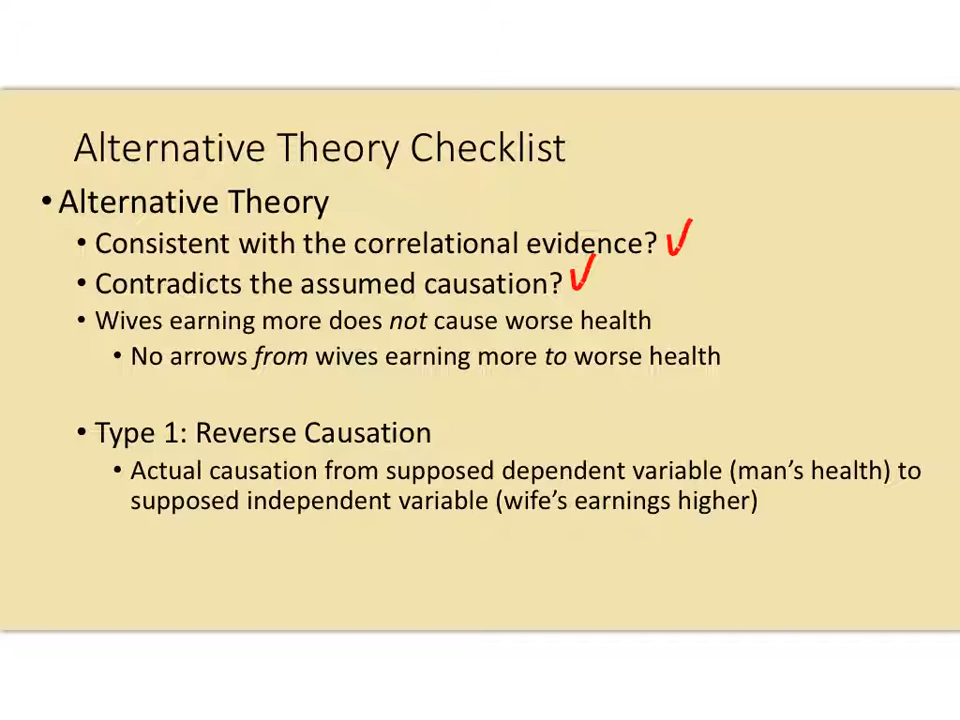 Alternative Theory Checklist
• Alternative Theory
• Consistent with the correlational evidence? ✓
• Contradicts the assumed causation? ✓
• Wives earning more does not cause worse health
• No arrows from wives earning more to worse health
• Type 1: Reverse Causation
• Actual causation from supposed dependent variable (man’s health) to
supposed independent variable (wife’s earnings higher)